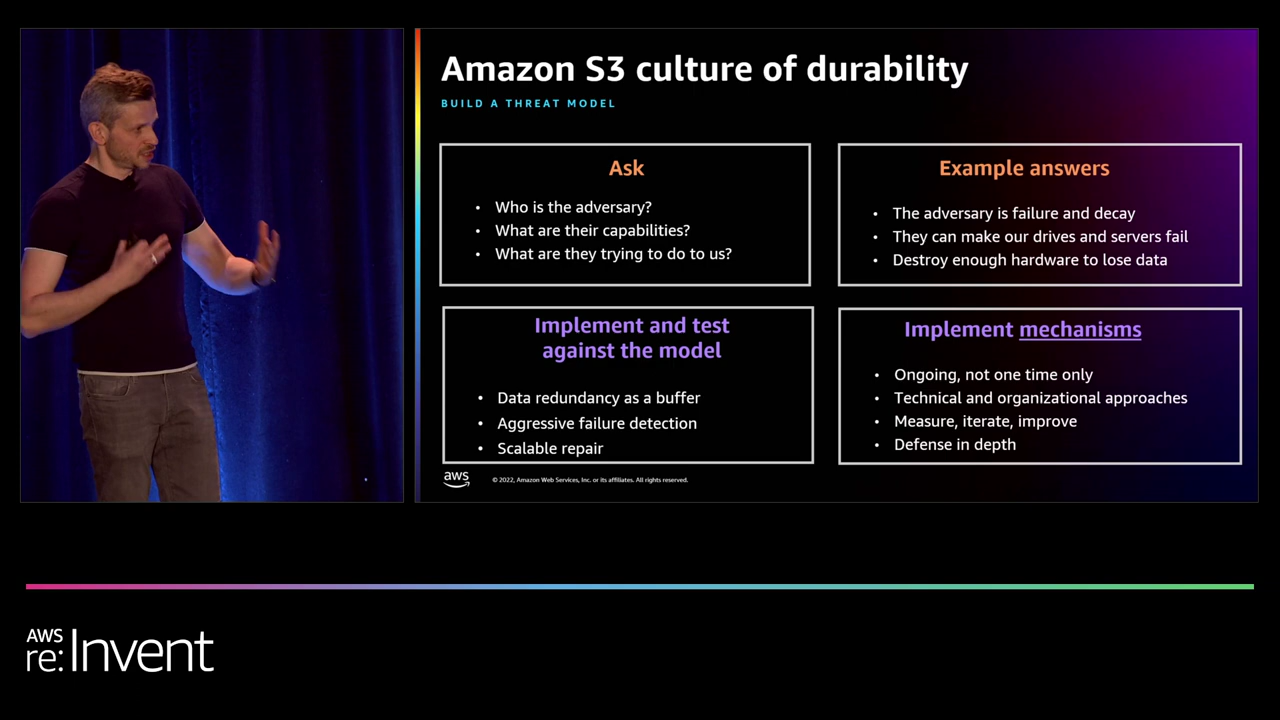 Amazon S3 culture of durability
BUILD A THREAT MODEL
Ask
• Who is the adversary?
• What are their capabilities?
• What are they trying to do to us?
Example answers
• The adversary is failure and decay
• They can make our drives and servers fail
• Destroy enough hardware to lose data
Implement and test
against the model
• Data redundancy as a buffer
• Aggressive failure detection
• Scalable repair
Implement mechanisms
• Ongoing, not one time only
• Technical and organizational approaches
• Measure, iterate, improve
• Defense in depth
aws
© 2022, Amazon Web Services, Inc. or its affiliates. All rights reserved.
AWS
re:Invent